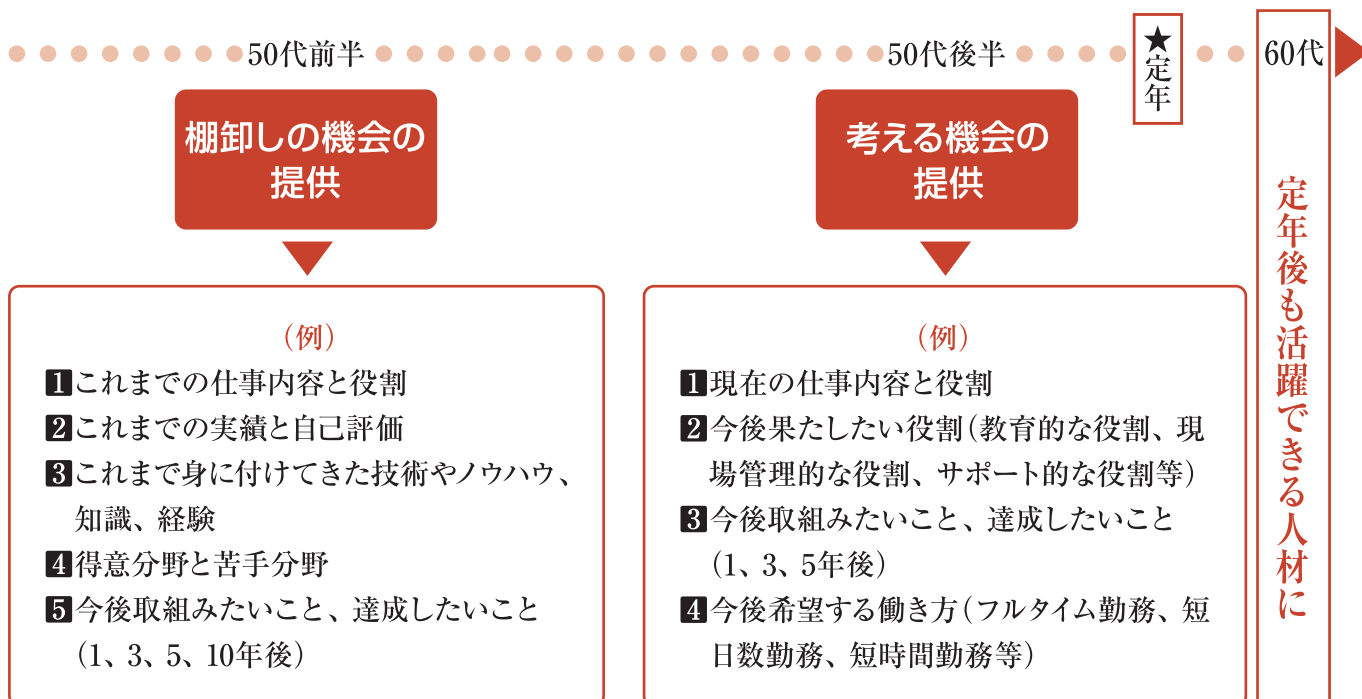 50代前半
50代後半
★定年
60代
棚卸しの機会の
提供
(例)
1これまでの仕事内容と役割
2これまでの実績と自己評価
3これまで身に付けてきた技術やノウハウ、
知識、経験
4得意分野と苦手分野
5今後取組みたいこと、達成したいこと
(1、3、5、10年後)
考える機会の
提供
(例)
1現在の仕事内容と役割
2今後果たしたい役割(教育的な役割、現
場管理的な役割、サポート的な役割等)
3今後取組みたいこと、達成したいこと
(1、3、5年後)
4今後希望する働き方(フルタイム勤務、短
日数勤務、短時間勤務等)
定年後も活躍できる人材に